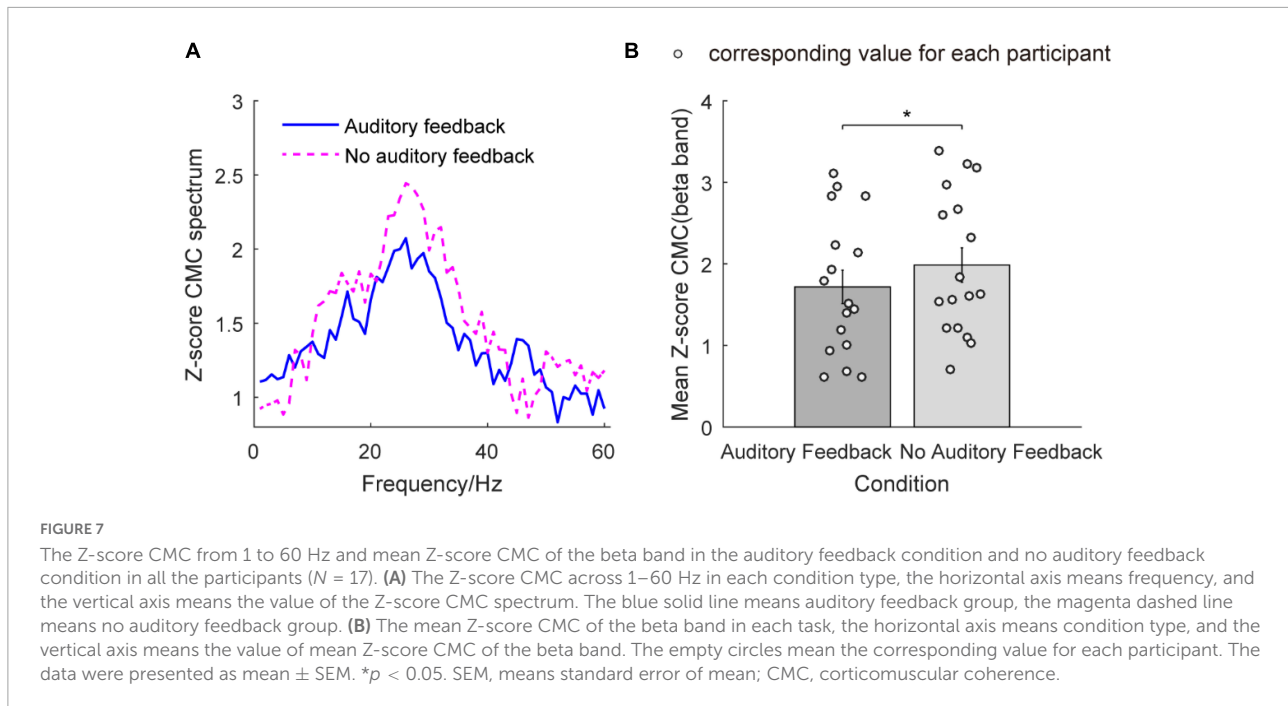 A
B
corresponding value for each participant
Z-score CMC spectrum
3
2.5
2
1.5
1
Auditory feedback
No auditory feedback
0
20
40
60
Frequency/Hz
Mean Z-score CMC(beta band)
4
3
2
1
0
*
Auditory Feedback
No Auditory Feedback
Condition
FIGURE 7
The Z-score CMC from 1 to 60 Hz and mean Z-score CMC of the beta band in the auditory feedback condition and no auditory feedback
condition in all the participants (N = 17). (A) The Z-score CMC across 1–60 Hz in each condition type, the horizontal axis means frequency, and
the vertical axis means the value of the Z-score CMC spectrum. The blue solid line means auditory feedback group, the magenta dashed line
means no auditory feedback group. (B) The mean Z-score CMC of the beta band in each task, the horizontal axis means condition type, and the
vertical axis means the value of mean Z-score CMC of the beta band. The empty circles mean the corresponding value for each participant. The
data were presented as mean ± SEM. *p < 0.05. SEM, means standard error of mean; CMC, corticomuscular coherence.